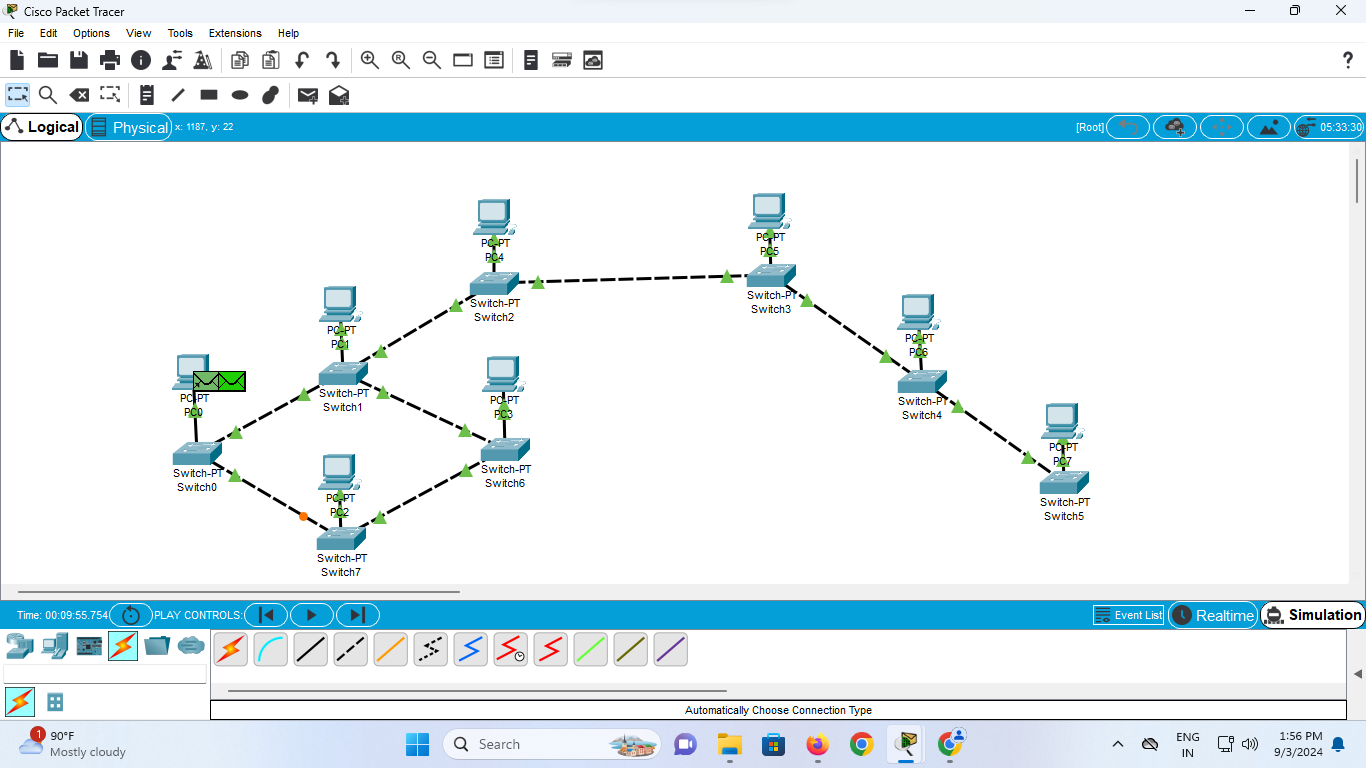 Cisco Packet Tracer
File Edit Options View Tools Extensions Help
R
?
Logical Physical x: 1187, y: 22 [Root] 05:33:30
PC-PT
PC4
Switch-PT
Switch2
PC-PT
PC5
Switch-PT
Switch3
PC-PT
PC1
Switch-PT
Switch1
PC-PT
PC6
Switch-PT
Switch4
PC-PT
PC0
Switch-PT
Switch0
PC-PT
PC3
Switch-PT
Switch6
PC-PT
PC7
Switch-PT
Switch5
PC-PT
PC2
Switch-PT
Switch7
Time: 00:09:55.754 PLAY CONTROLS: Event List Realtime Simulation
Automatically Choose Connection Type
1
90°F
Mostly cloudy
Search
ENG
IN
1:56 PM
9/3/2024